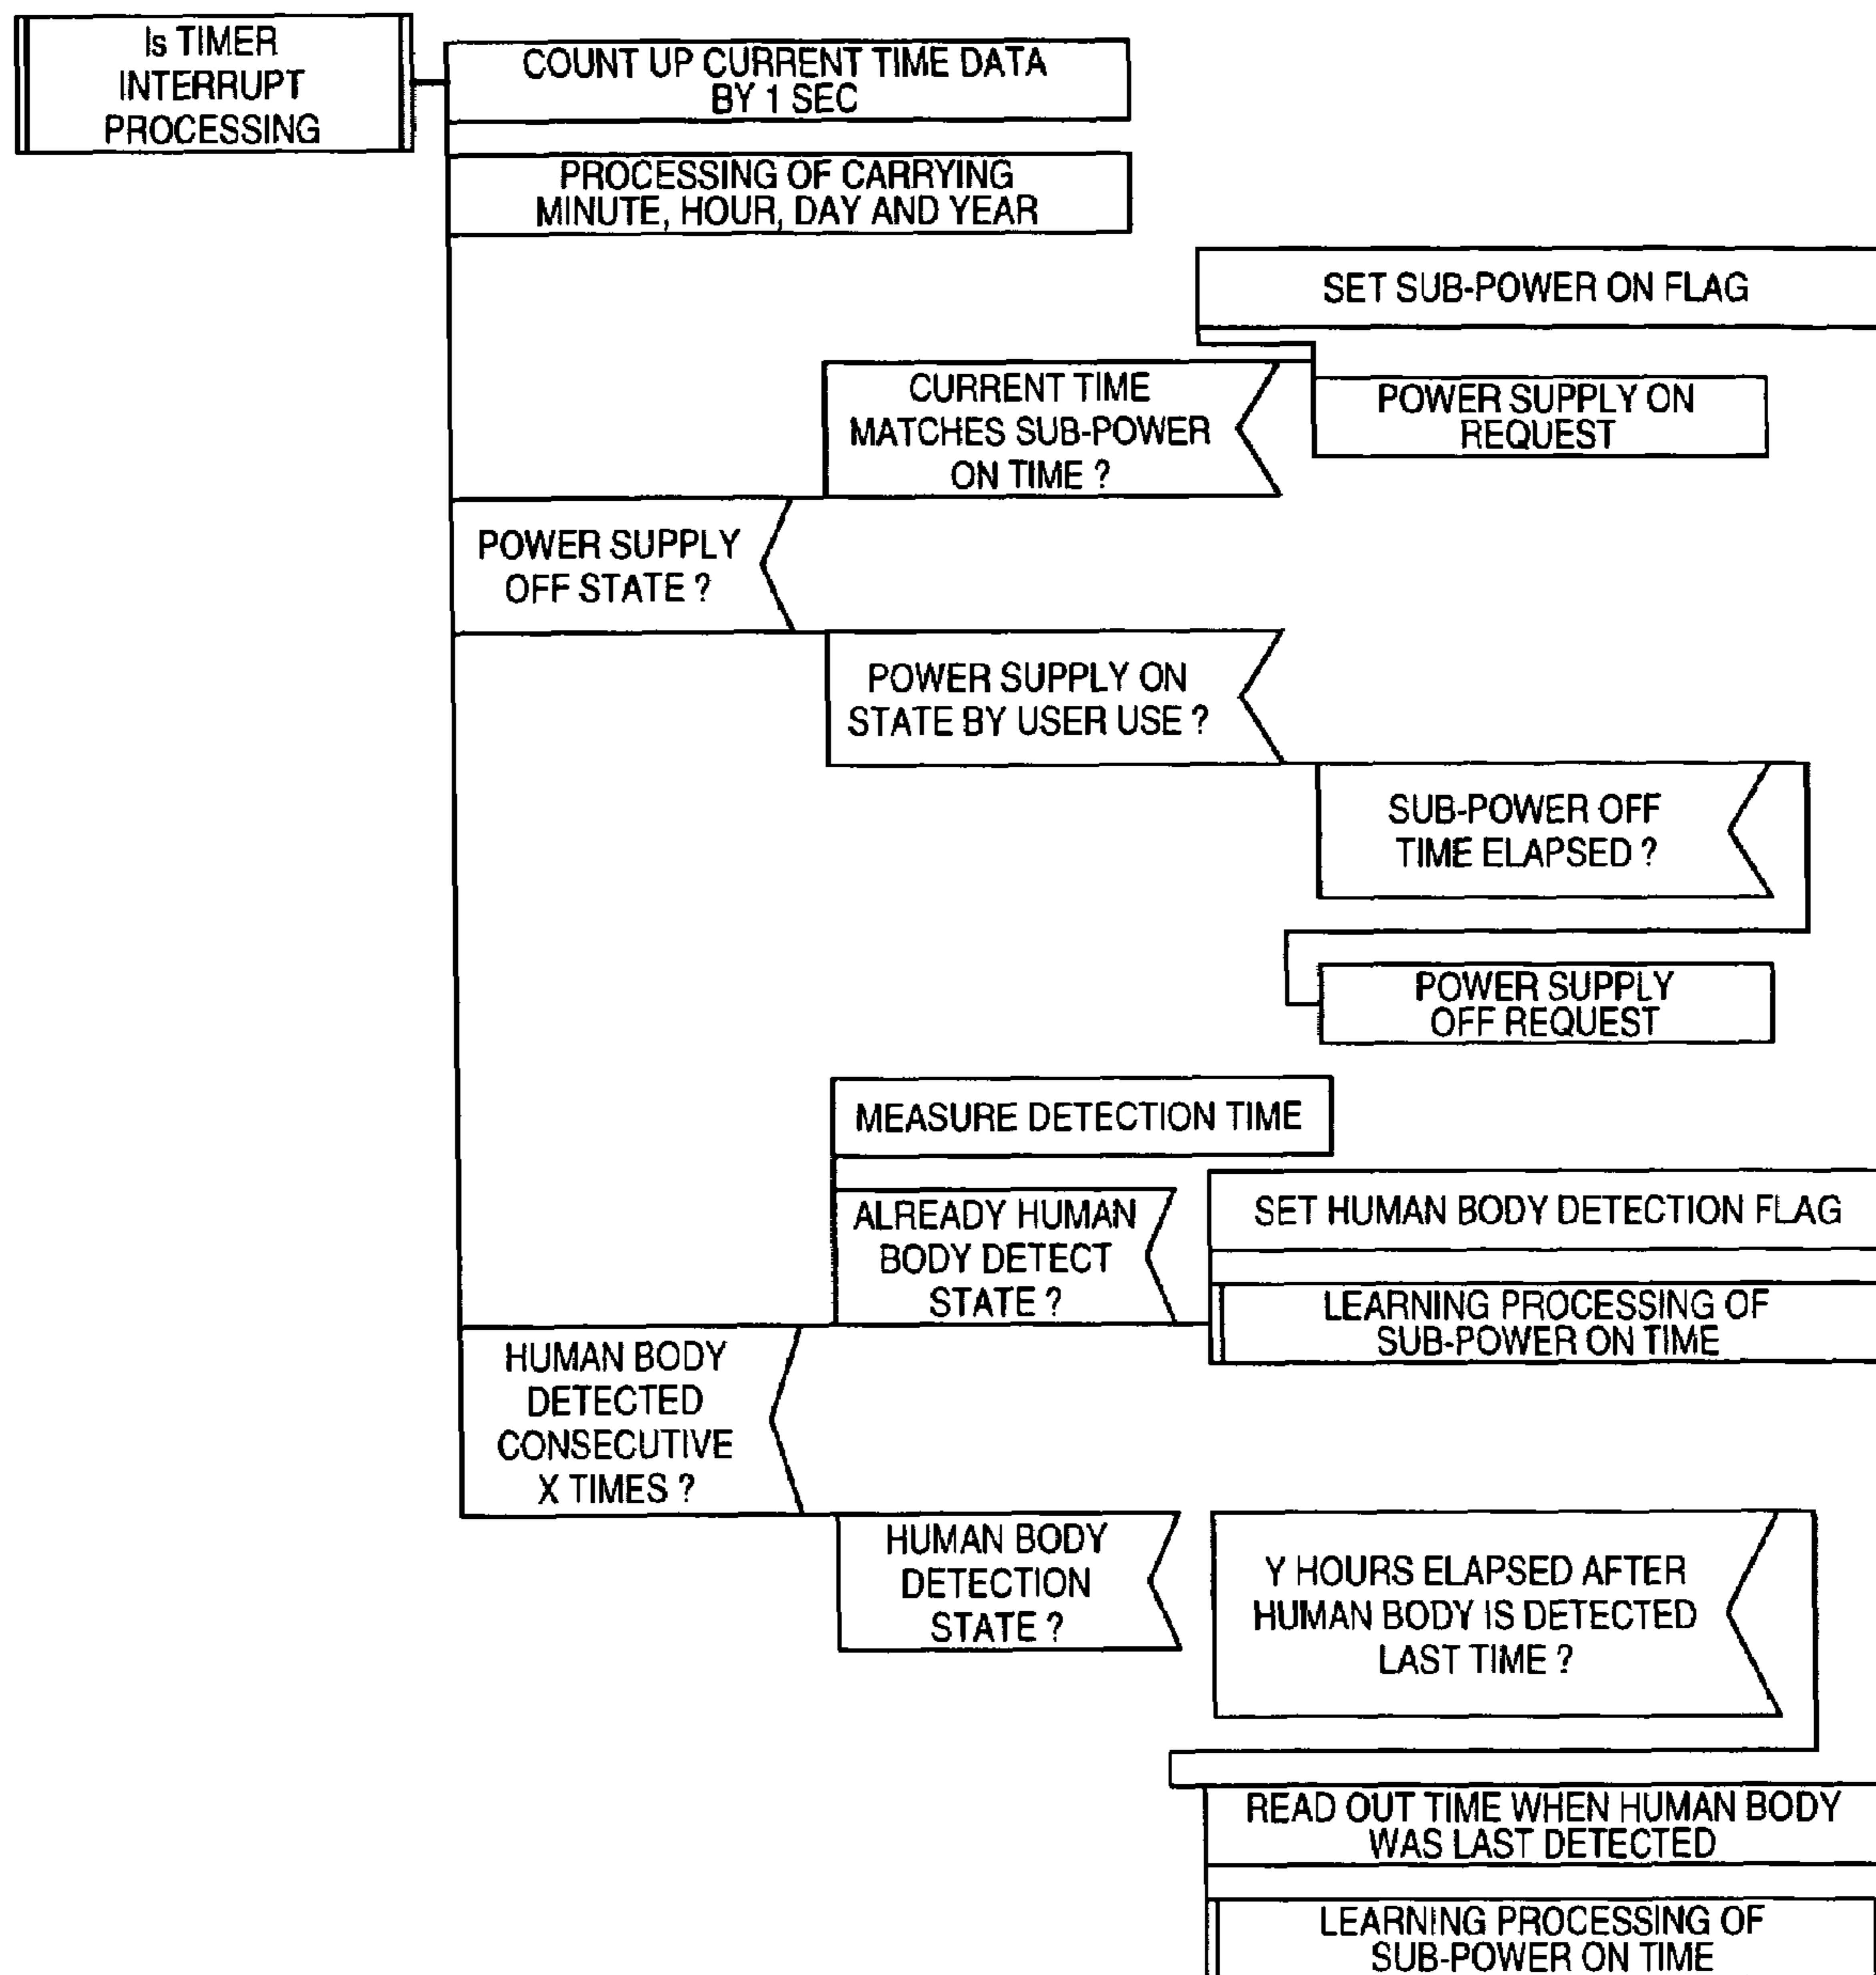 Is TIMER
INTERRUPT
PROCESSING
COUNT UP CURRENT TIME DATA
BY 1 SEC
PROCESSING OF CARRYING
MINUTE, HOUR, DAY AND YEAR
SET SUB-POWER ON FLAG
CURRENT TIME
MATCHES SUB-POWER
ON TIME ?
POWER SUPPLY ON
REQUEST
POWER SUPPLY
OFF STATE ?
POWER SUPPLY ON
STATE BY USER USE ?
SUB-POWER OFF
TIME ELAPSED ?
POWER SUPPLY
OFF REQUEST
MEASURE DETECTION TIME
ALREADY HUMAN
BODY DETECT
STATE ?
SET HUMAN BODY DETECTION FLAG
LEARNING PROCESSING OF
SUB-POWER ON TIME
HUMAN BODY
DETECTED
CONSECUTIVE
X TIMES ?
HUMAN BODY
DETECTION
STATE ?
Y HOURS ELAPSED AFTER
HUMAN BODY IS DETECTED
LAST TIME ?
READ OUT TIME WHEN HUMAN BODY
WAS LAST DETECTED
LEARNING PROCESSING OF
SUB-POWER ON TIME